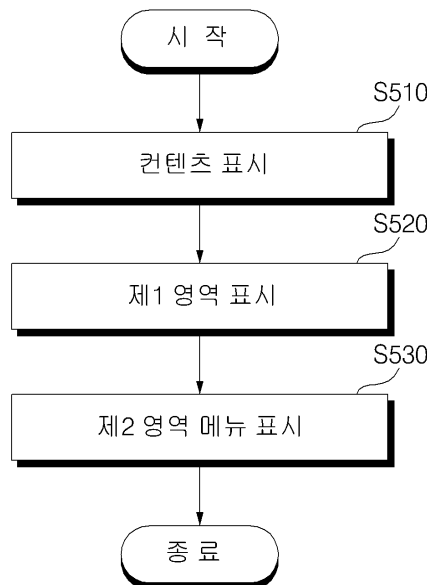 시 작
S510
컨텐츠 표시
S520
제1 영역 표시
S530
제2 영역 메뉴 표시
종 료